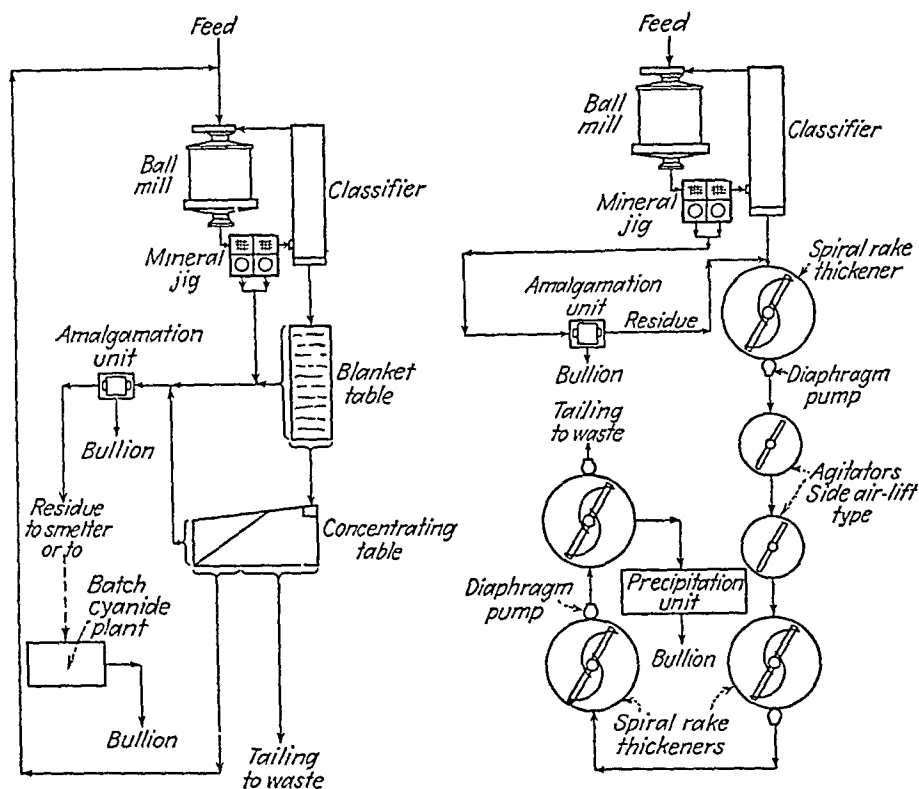 Feed
Ball
mill
Classifier
Mineral
jig
Amalgamation
unit
Blanket
table
Bullion
Residue
to smelter
or to
Concentrating
table
Batch
cyanide
plant
Bullion
Tailing
to waste
Feed
Ball
mill
Classifier
Mineral
jig
Spiral rake
thickener
Amalgamation
unit
Residue
Bullion
Diaphragm
pump
Tailing
to waste
Agitators
Side air-lift
type
Precipitation
unit
Diaphragm
pump
Bullion
Spiral rake
thickeners